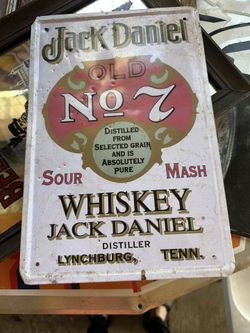 Jack Daniel
OLD
No 7
DISTILLED
FROM
SELECTED GRAIN
AND IS
ABSOLUTELY
PURE
SOUR MASH
WHISKEY
JACK DANIEL
DISTILLER
LYNCHBURG, TENN.